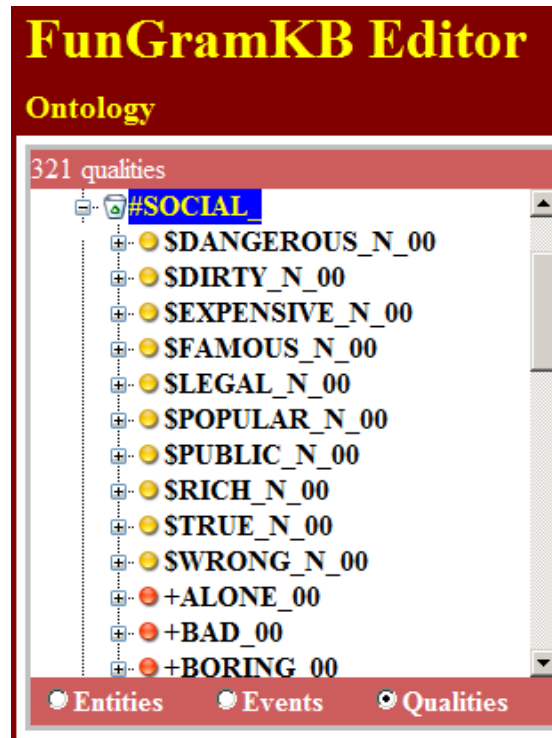 FunGramKB Editor
Ontology
321 qualities
#SOCIAL_
$DANGEROUS_N_00
$DIRTY_N_00
$EXPENSIVE_N_00
$FAMOUS_N_00
$LEGAL_N_00
$POPULAR_N_00
$PUBLIC_N_00
$RICH_N_00
$TRUE_N_00
$WRONG_N_00
+ALONE_00
+BAD_00
+BORING_00
Entities Events Qualities